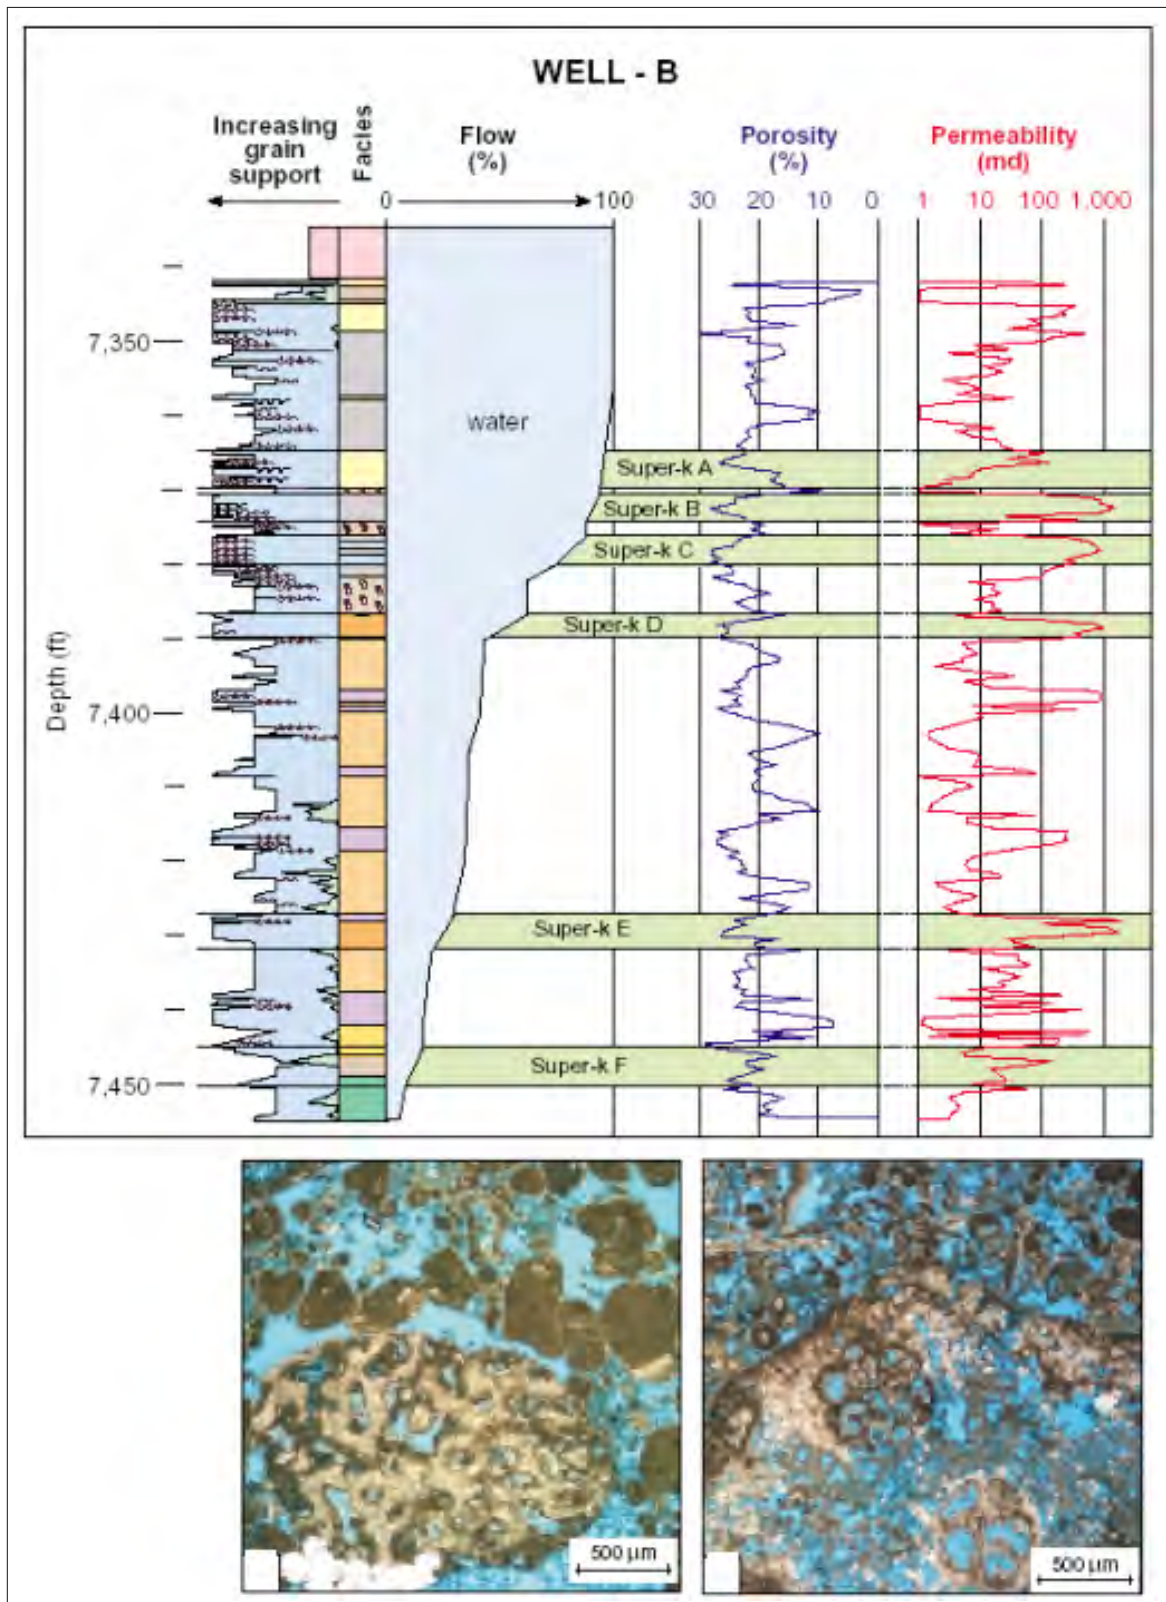 WELL - B
Increasing
grain
support
Facies
Flow
(%)
Porosity
(%)
Permeability
(md)
0
100
30 20 10 0
1 10 100 1,000
Depth (ft)
7,350
7,400
7,450
water
Super-k A
Super-k B
Super-k C
Super-k D
Super-k E
Super-k F
500 µm
500 µm